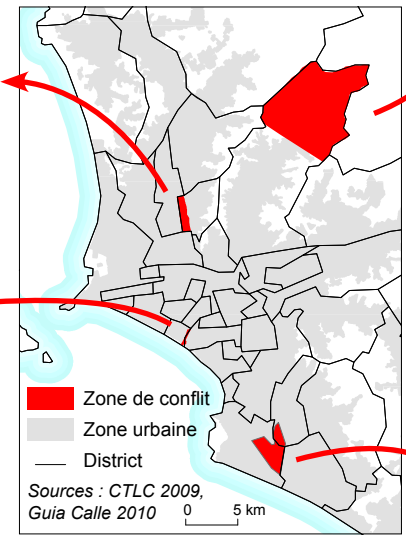 Zone de conflit
Zone urbaine
District
Sources : CTLC 2009,
Guia Calle 2010
0 5 km